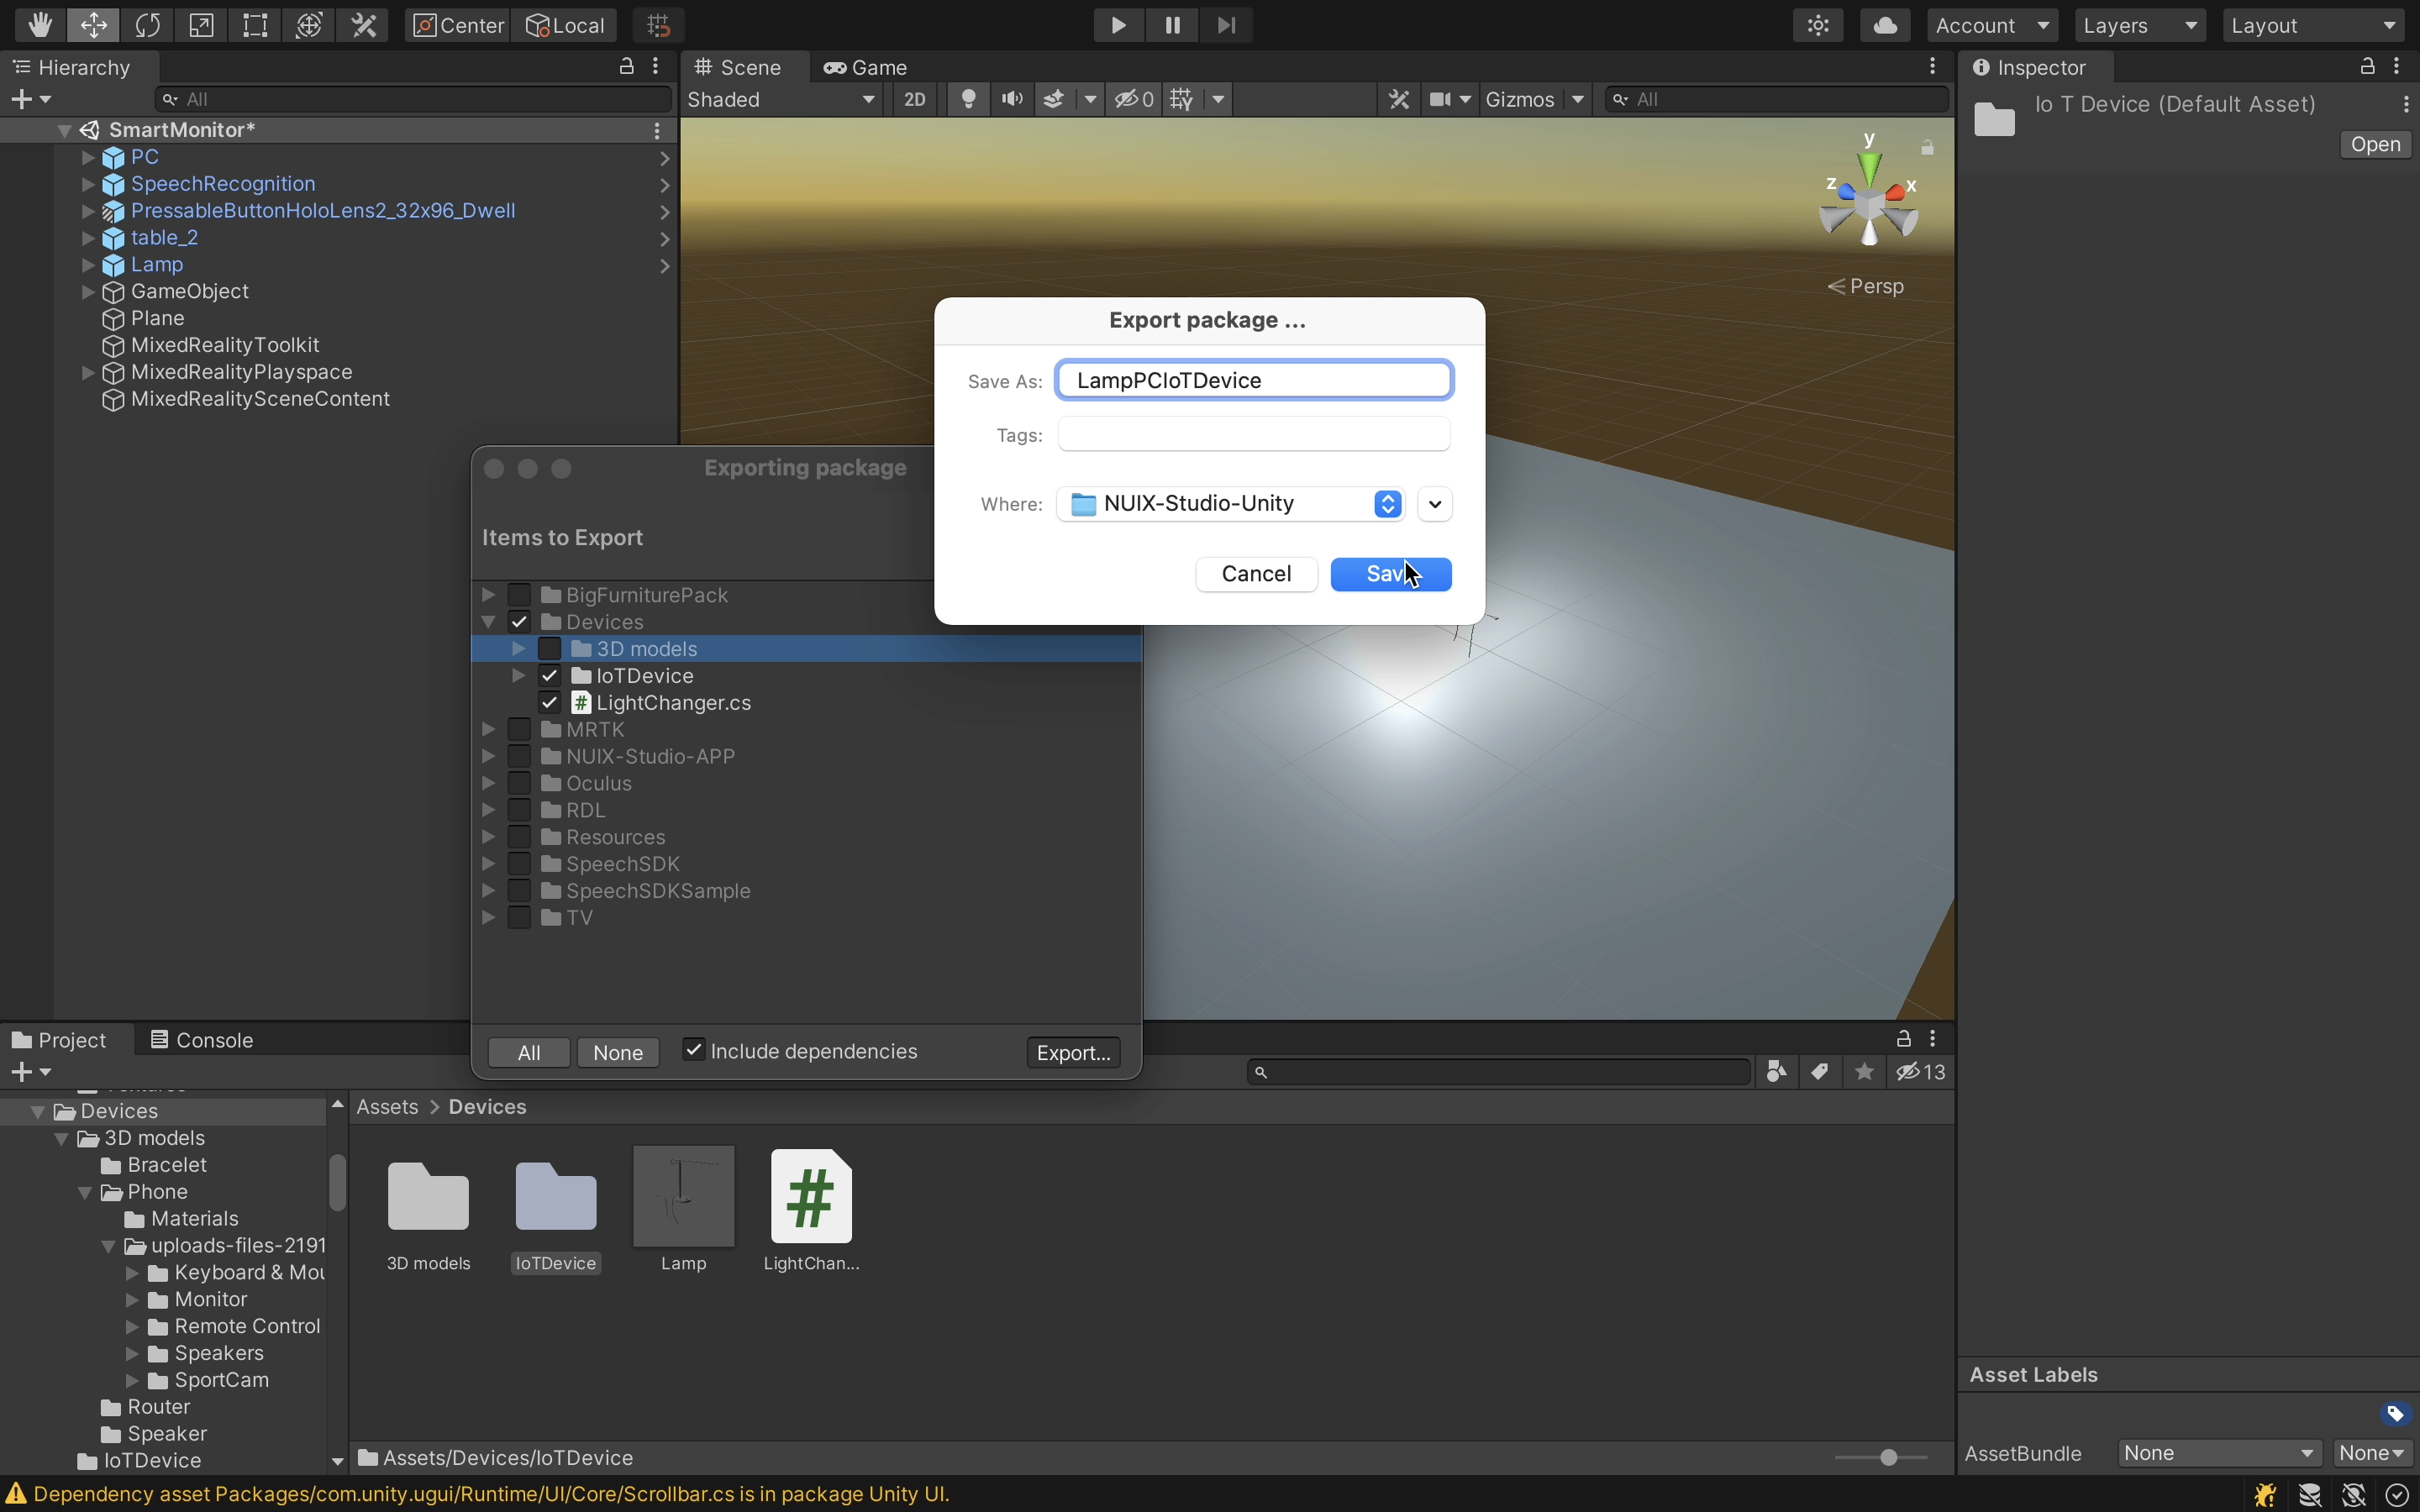 Center
Local
Account
Layers
Layout
Hierarchy
All
SmartMonitor*
PC
SpeechRecognition
PressableButtonHoloLens2_32x96_Dwell
table_2
Lamp
GameObject
Plane
MixedRealityToolkit
MixedRealityPlayspace
MixedRealitySceneContent
Scene
Game
Shaded
2D
0
Gizmos
All
y
z
x
Persp
Inspector
Io T Device (Default Asset)
Open
Export package ...
Save As: LampPCIoTDevice
Tags:
Where: NUIX-Studio-Unity
Cancel
Sav
Exporting package
Items to Export
BigFurniturePack
Devices
3D models
IoTDevice
LightChanger.cs
MRTK
NUIX-Studio-APP
Oculus
RDL
Resources
SpeechSDK
SpeechSDKSample
TV
All
None
Include dependencies
Export...
Project
Console
13
Devices
3D models
Bracelet
Phone
Materials
uploads-files-2191
Keyboard & Mou
Monitor
Remote Control
Speakers
SportCam
Router
Speaker
IoTDevice
Assets > Devices
3D models
IoTDevice
Lamp
LightChan...
Assets/Devices/IoTDevice
Asset Labels
AssetBundle
None
None
Dependency asset Packages/com.unity.ugui/Runtime/UI/Core/Scrollbar.cs is in package Unity UI.